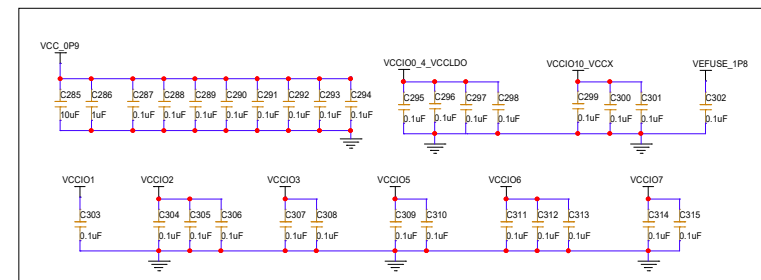 VCC_0P9
VCCIO0_4_VCCLDO
VCCIO10_VCCX
VEFUSE_1P8
C285 C286 C287 C288 C289 C290 C291 C292 C293 C294 C295 C296 C297 C298 C299 C300 C301 C302
10uF 1uF 0.1uF 0.1uF 0.1uF 0.1uF 0.1uF 0.1uF 0.1uF 0.1uF 0.1uF 0.1uF 0.1uF 0.1uF 0.1uF 0.1uF 0.1uF 0.1uF
VCCIO1 VCCIO2 VCCIO3 VCCIO5 VCCIO6 VCCIO7
C303 C304 C305 C306 C307 C308 C309 C310 C311 C312 C313 C314 C315
0.1uF 0.1uF 0.1uF 0.1uF 0.1uF 0.1uF 0.1uF 0.1uF 0.1uF 0.1uF 0.1uF 0.1uF 0.1uF